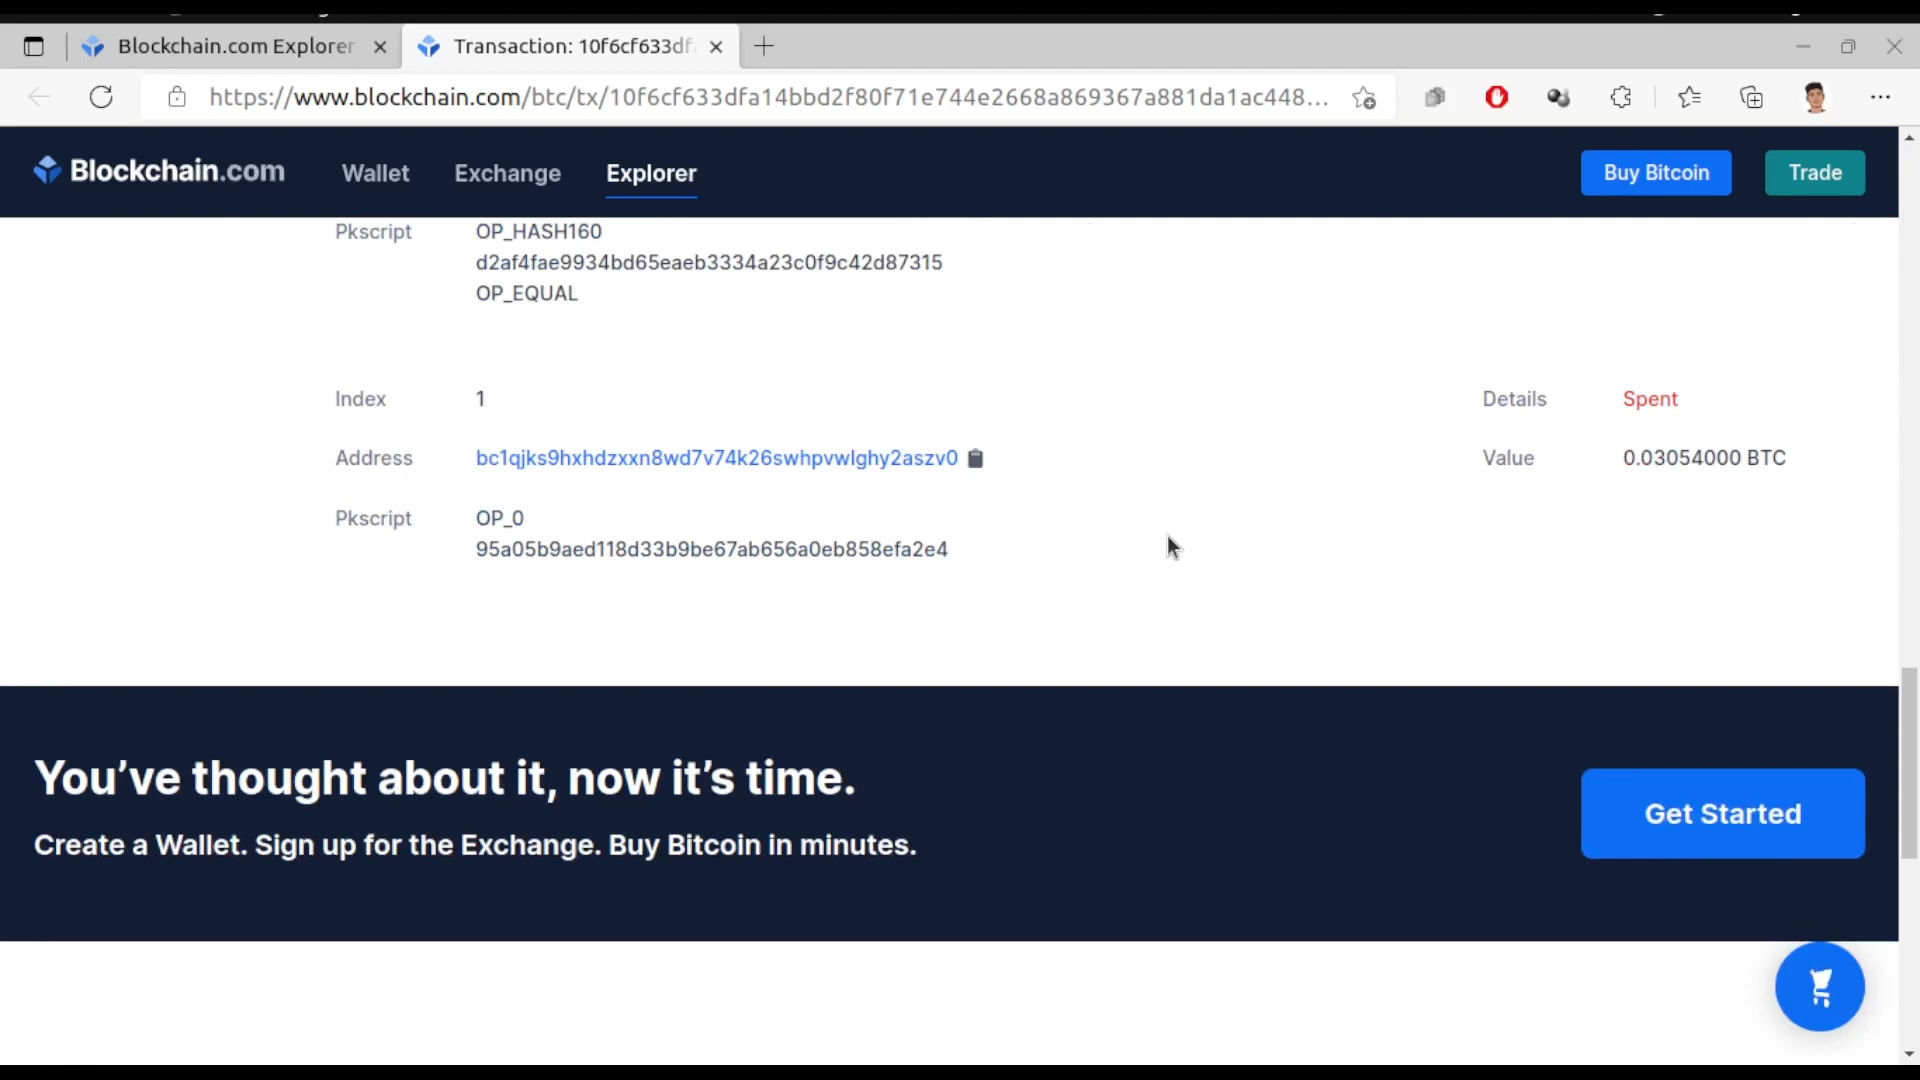 Blockchain.com Explorer
Transaction: 10f6cf633df
https://www.blockchain.com/btc/tx/10f6cf633dfa14bbd2f80f71e744e2668a869367a881da1ac448...
Blockchain.com Wallet Exchange Explorer Buy Bitcoin Trade
Pkscript OP_HASH160
d2af4fae9934bd65eaeb3334a23c0f9c42d87315
OP_EQUAL
Index 1 Details Spent
Address bc1qjks9hxhdzxxn8wd7v74k26swhpvwlghy2aszv0 Value 0.03054000 BTC
Pkscript OP_0
95a05b9aed118d33b9be67ab656a0eb858efa2e4
You’ve thought about it, now it’s time.
Create a Wallet. Sign up for the Exchange. Buy Bitcoin in minutes.
Get Started